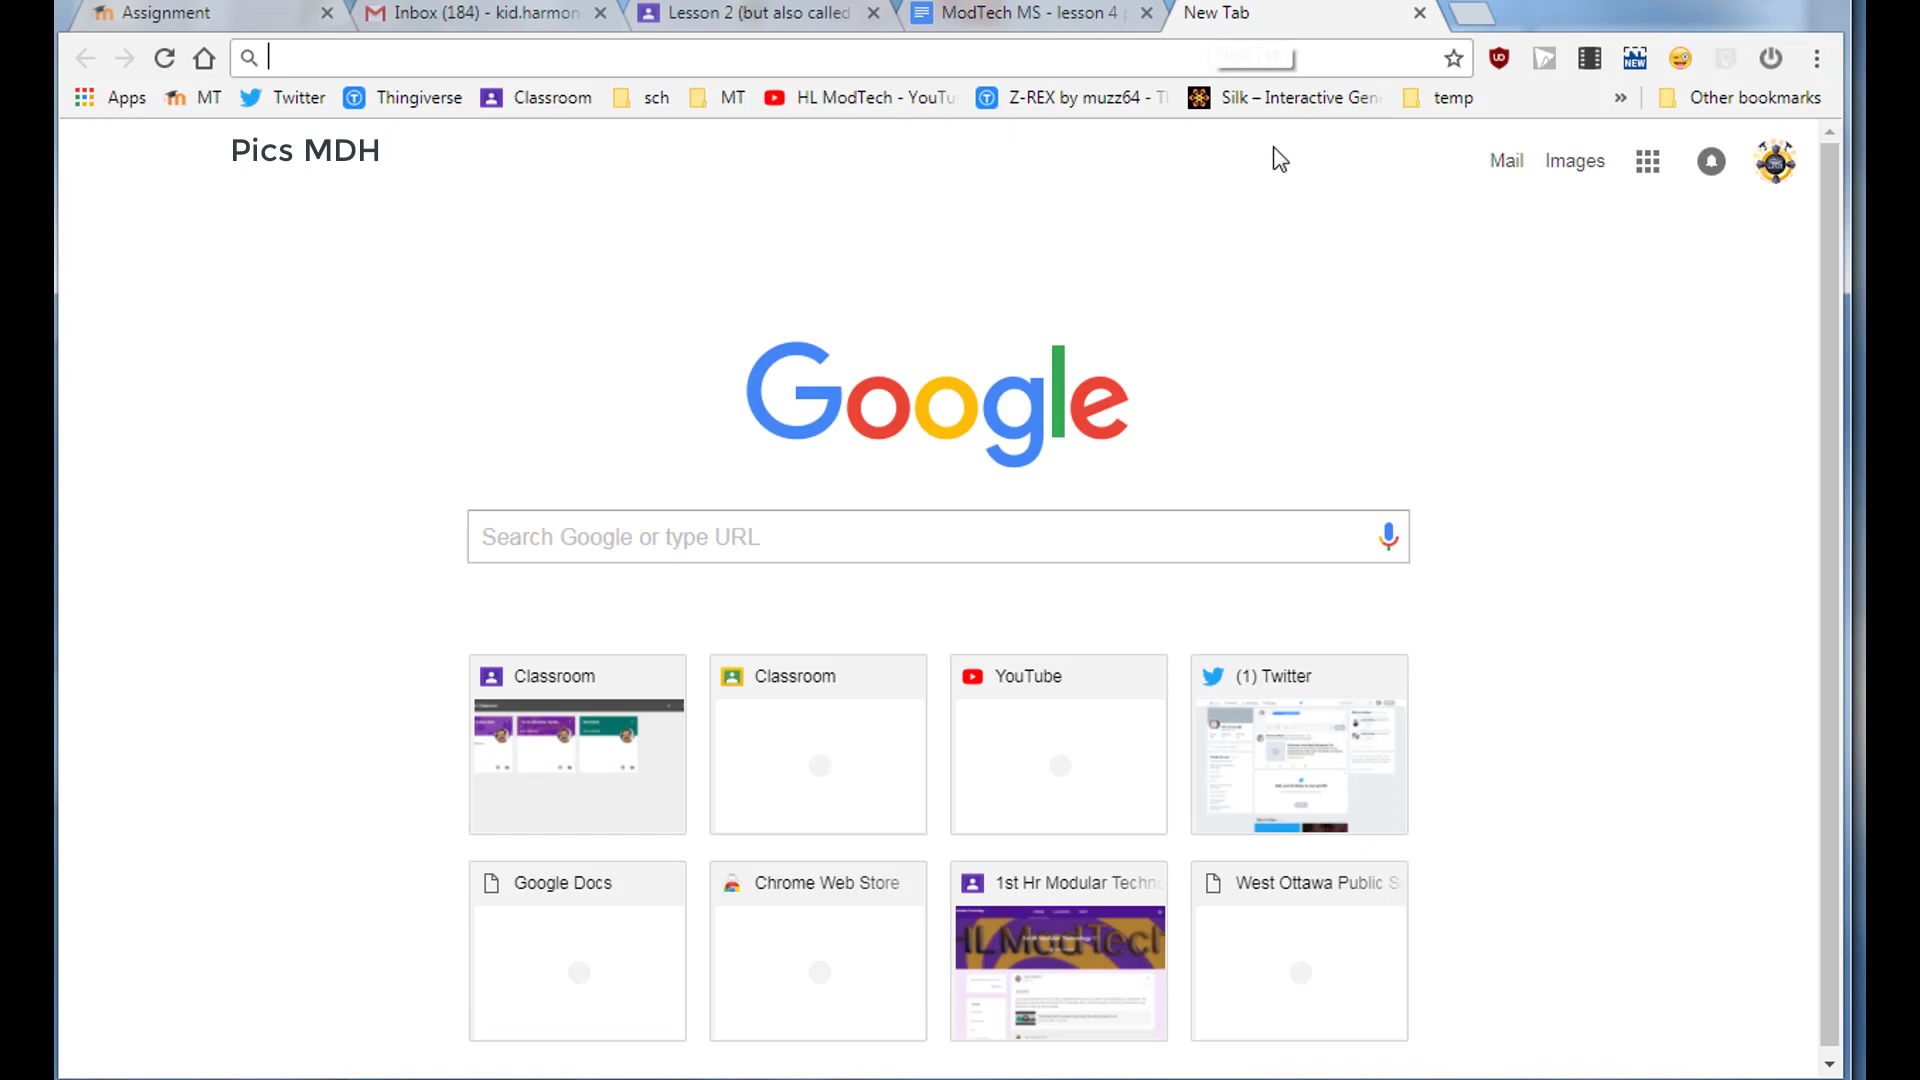 Assignment
Inbox (184) - kid.harmon
Lesson 2 (but also called
ModTech MS - lesson 4
New Tab
Apps
MT
Twitter
Thingiverse
Classroom
sch
MT
HL ModTech - YouTu
Z-REX by muzz64 - T
Silk – Interactive Gen
temp
»
Other bookmarks
NEW
Pics MDH
Mail
Images
Google
Search Google or type URL
Classroom
Classroom
YouTube
(1) Twitter
Google Docs
Chrome Web Store
1st Hr Modular Techno
West Ottawa Public S
HLModTech